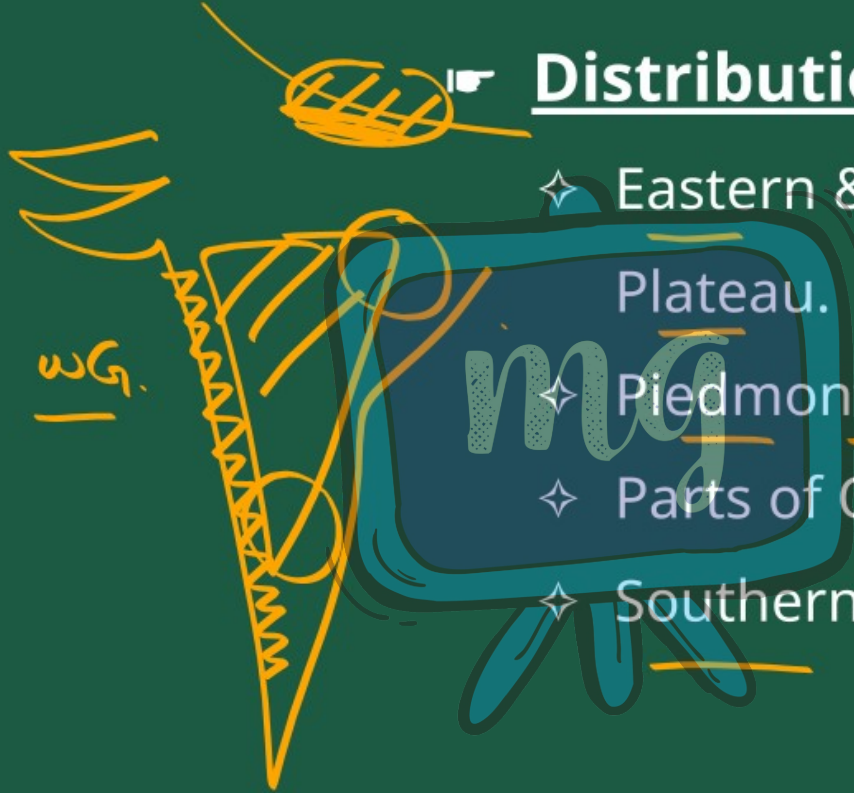 ☛ Distributi
✧ Eastern &
Plateau.
WG.
✧ Piedmon
✧ Parts of
✧ Southern
mg